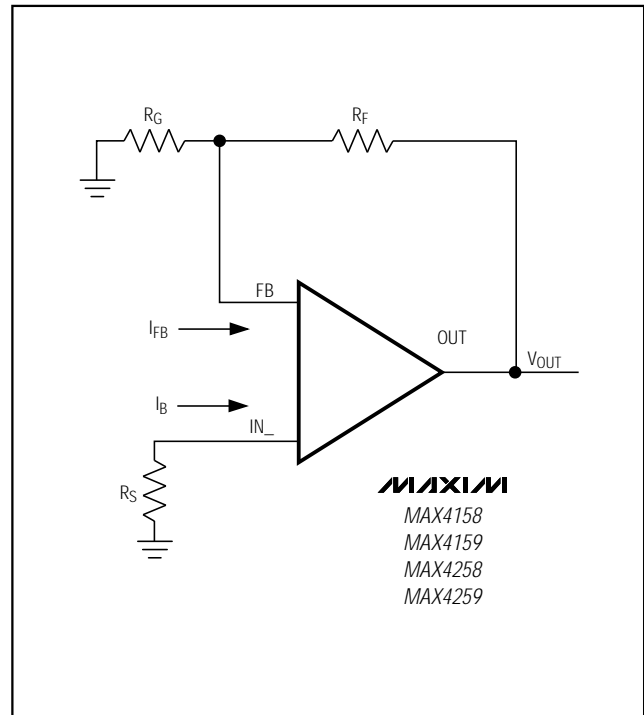 RG
RF
FB
IFB
OUT
VOUT
IB
IN_
RS
MAXIM
MAX4158
MAX4159
MAX4258
MAX4259